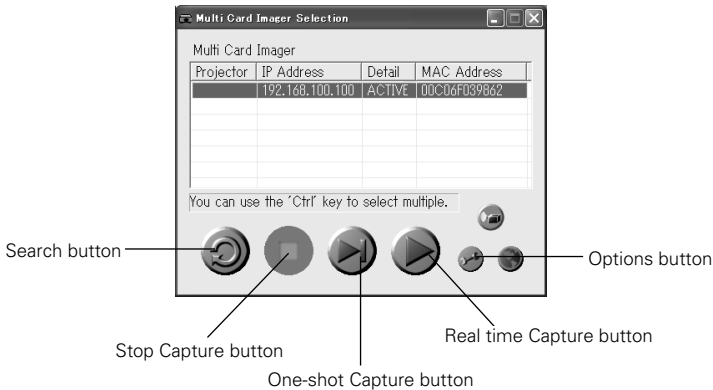 Multi Card Imager Selection
Multi Card Imager
Projector IP Address Detail MAC Address
192.168.100.100 ACTIVE 00C06F039862
You can use the 'Ctrl' key to select multiple.
Search button
Options button
Real time Capture button
Stop Capture button
One-shot Capture button